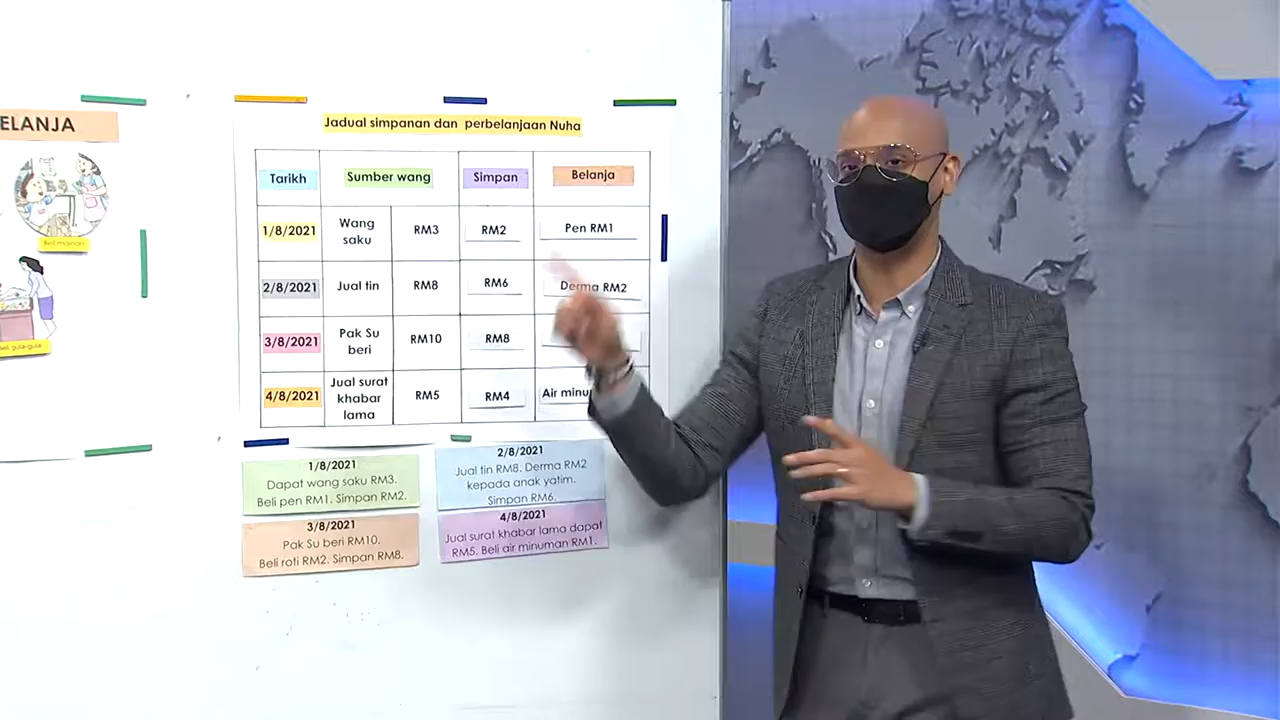 ELANJA
Beli mainan
beli gula-gula
Jadual simpanan dan perbelanjaan Nuha
Tarikh Sumber wang Simpan Belanja
1/8/2021 Wang saku RM3 RM2 Pen RM1
2/8/2021 Jual tin RM8 RM6 Derma RM2
3/8/2021 Pak Su beri RM10 RM8
4/8/2021 Jual surat khabar lama RM5 RM4 Air minu
1/8/2021
Dapat wang saku RM3.
Beli pen RM1. Simpan RM2.
2/8/2021
Jual tin RM8. Derma RM2
kepada anak yatim.
Simpan RM6.
3/8/2021
Pak Su beri RM10.
Beli roti RM2. Simpan RM8.
4/8/2021
Jual surat khabar lama dapat
RM5. Beli air minuman RM1.